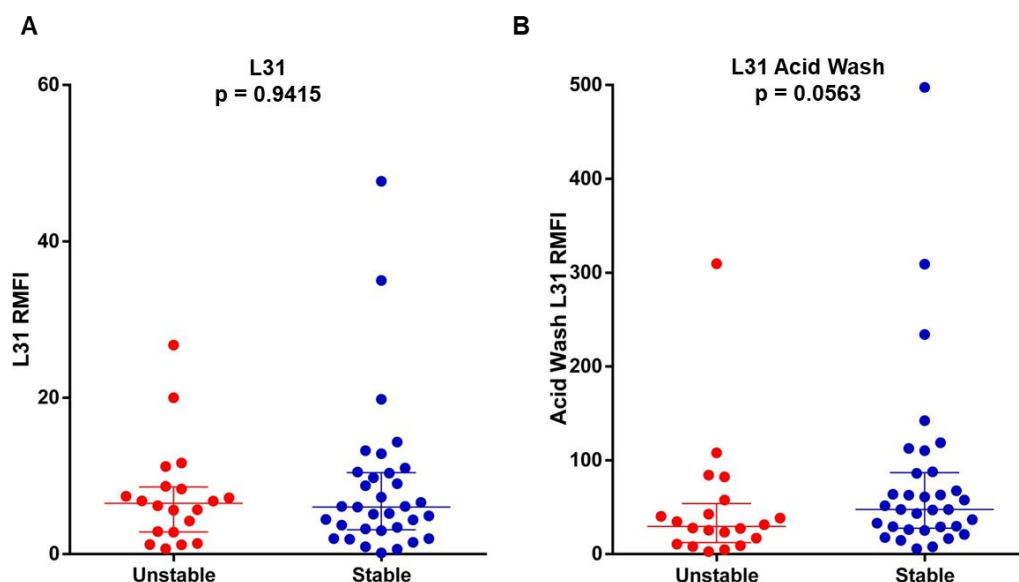 A
L31
p = 0.9415
60
40
20
0
L31 RMFI
Unstable
Stable
B
L31 Acid Wash
p = 0.0563
500
400
300
200
100
0
Acid Wash L31 RMFI
Unstable
Stable